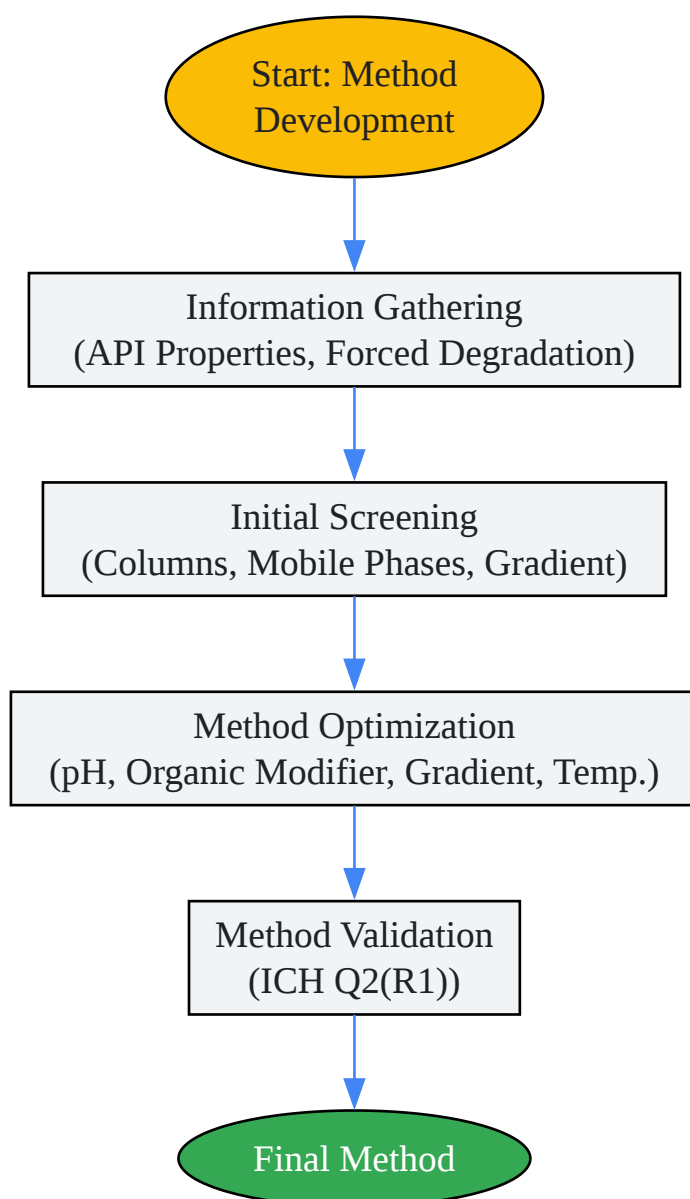 Start: Method
Development
Information Gathering
(API Properties, Forced Degradation)
Initial Screening
(Columns, Mobile Phases, Gradient)
Method Optimization
(pH, Organic Modifier, Gradient, Temp.)
Method Validation
(ICH Q2(R1))
Final Method